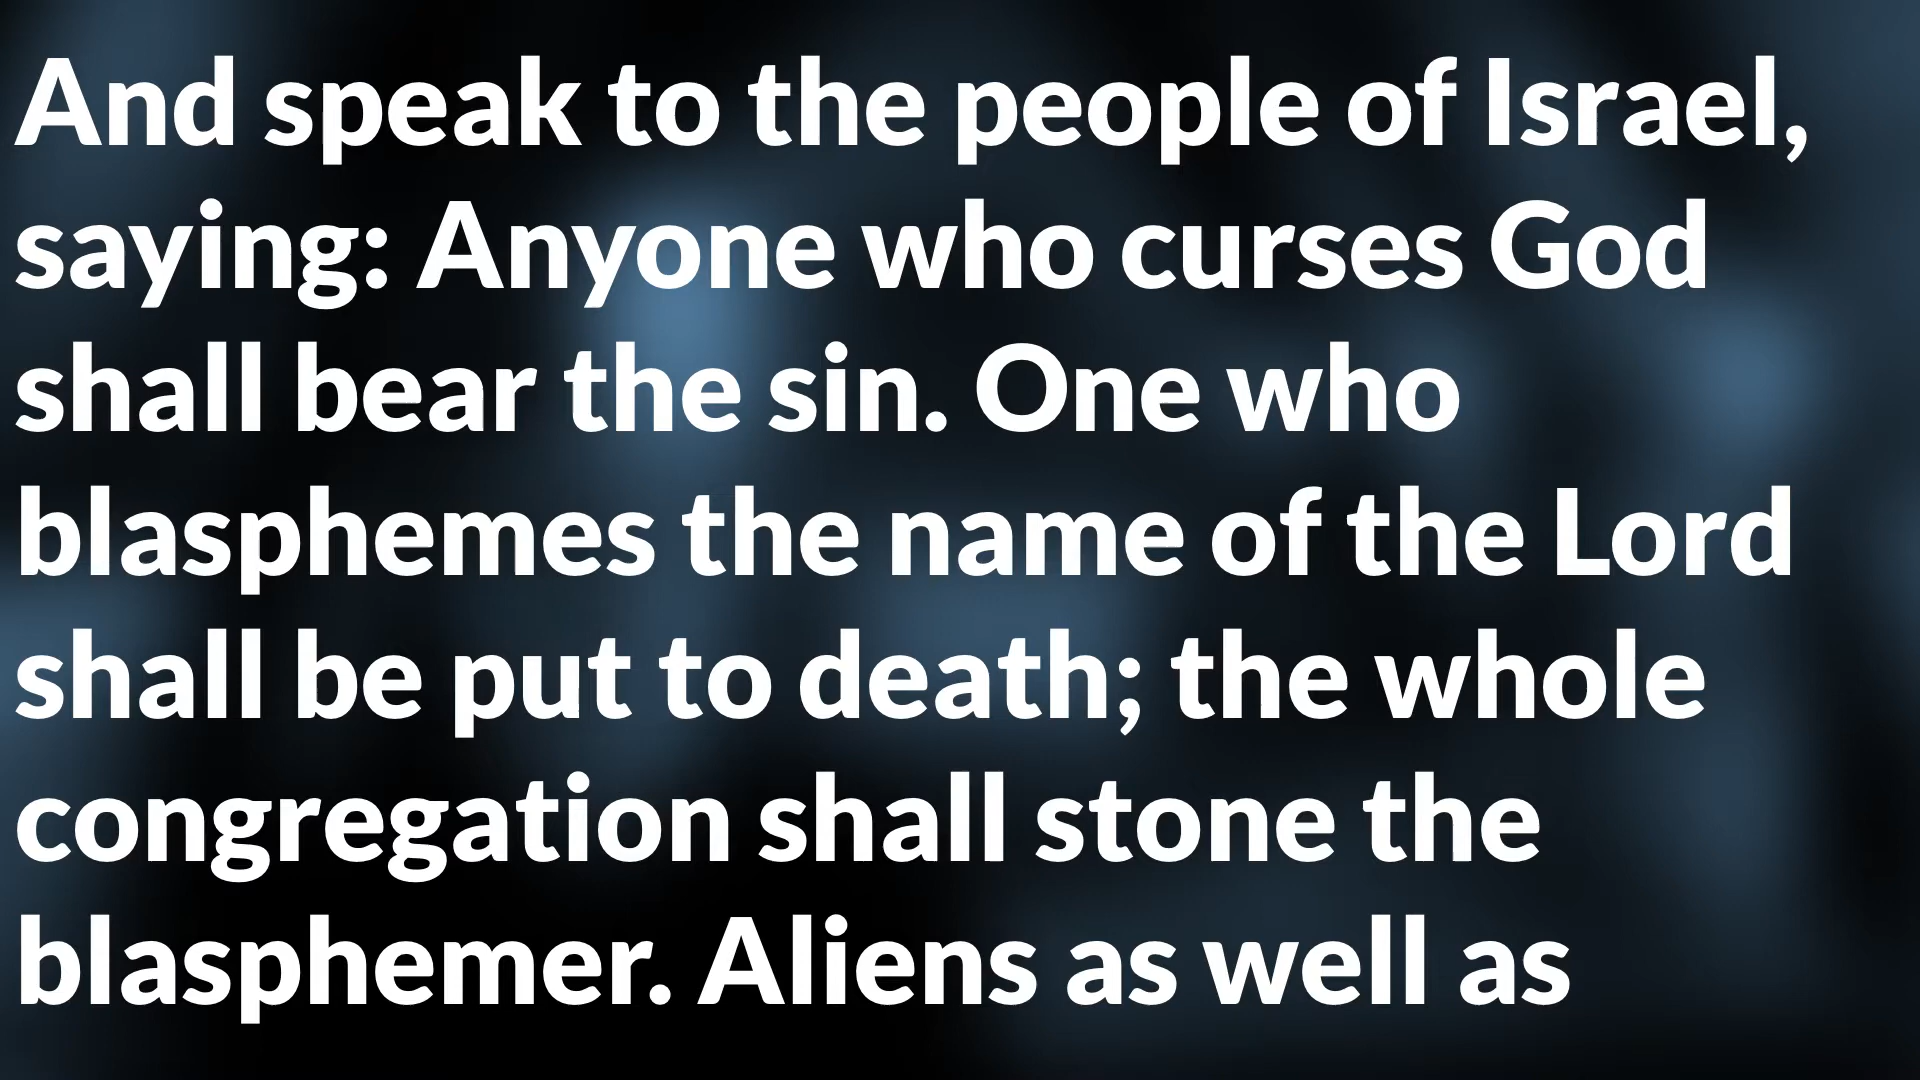 And speak to the people of Israel,
saying: Anyone who curses God
shall bear the sin. One who
blasphemes the name of the Lord
shall be put to death; the whole
congregation shall stone the
blasphemer. Aliens as well as